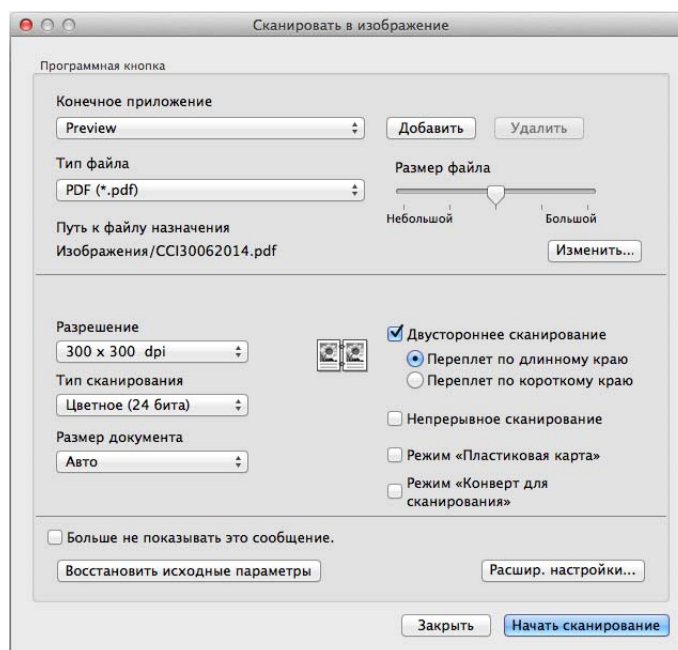 Сканировать в изображение
Программная кнопка
Конечное приложение
Preview
Добавить
Удалить
Тип файла
PDF (*.pdf)
Размер файла
Небольшой
Большой
Путь к файлу назначения
Изображения/CCI30062014.pdf
Изменить...
Разрешение
300 x 300 dpi
Тип сканирования
Цветное (24 бита)
Размер документа
Авто
Двустороннее сканирование
Переплет по длинному краю
Переплет по короткому краю
Непрерывное сканирование
Режим «Пластиковая карта»
Режим «Конверт для
сканирования»
Больше не показывать это сообщение.
Восстановить исходные параметры
Расшир. настройки...
Закрыть
Начать сканирование